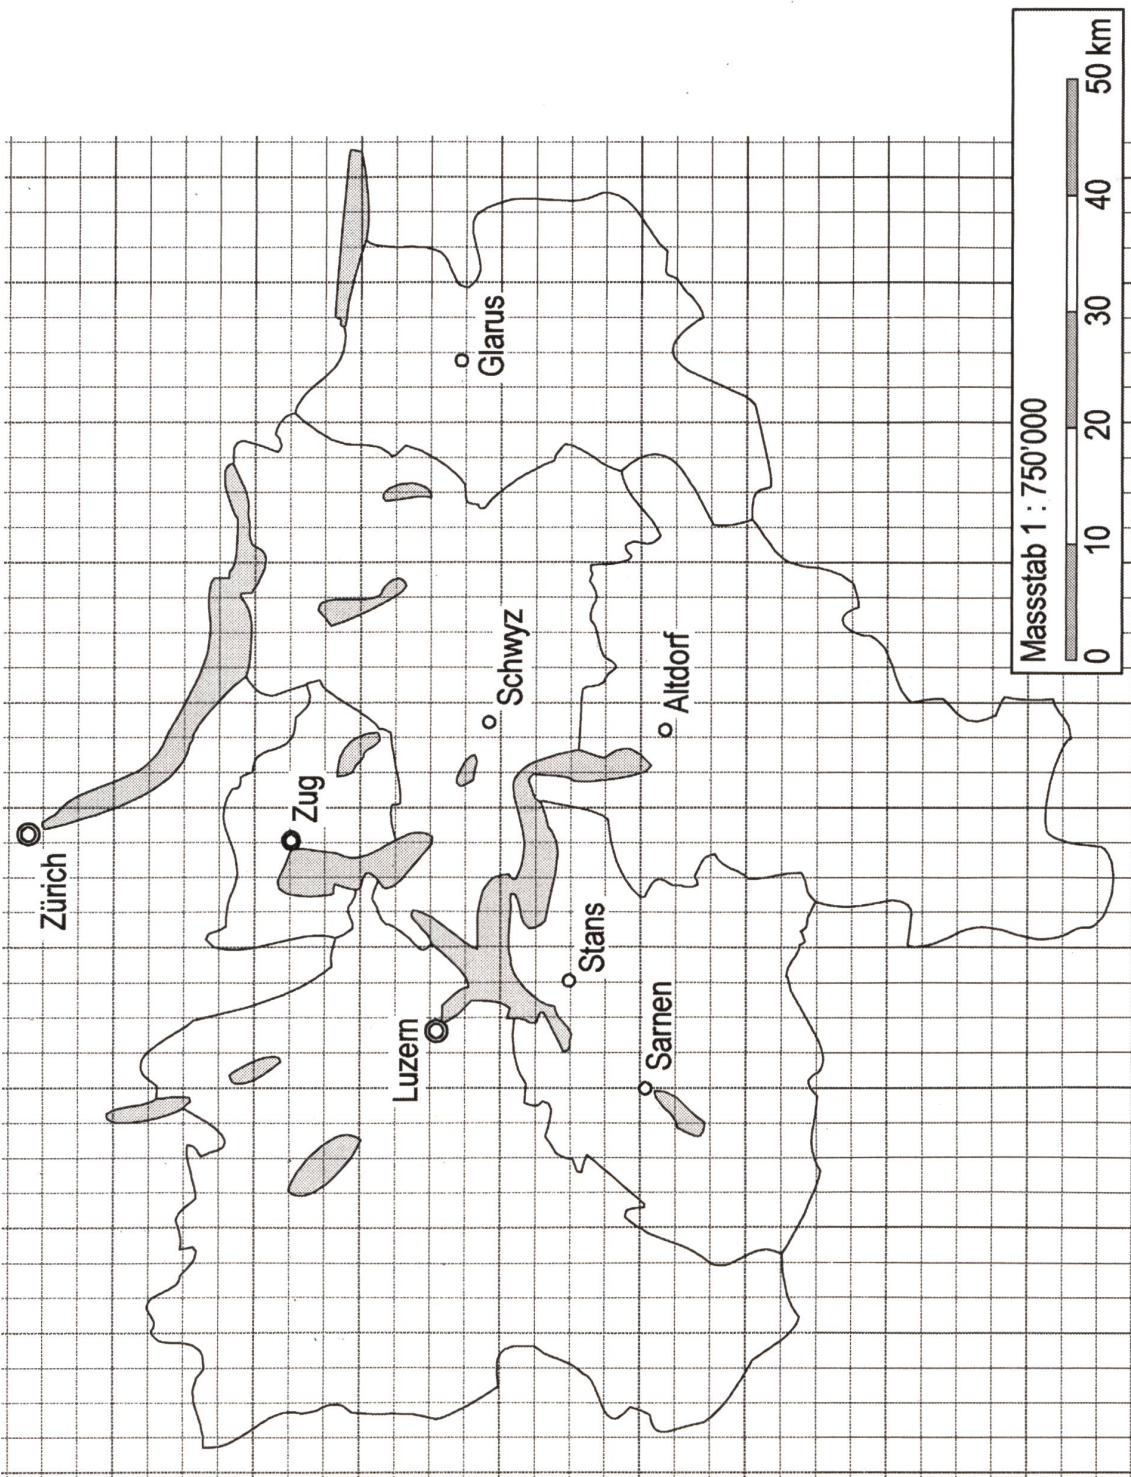 Zürich
Zug
Luzern
Schwyz
Glarus
Stans
Altdorf
Sarnen
Massstab 1 : 750'000
0 10 20 30 40 50 km